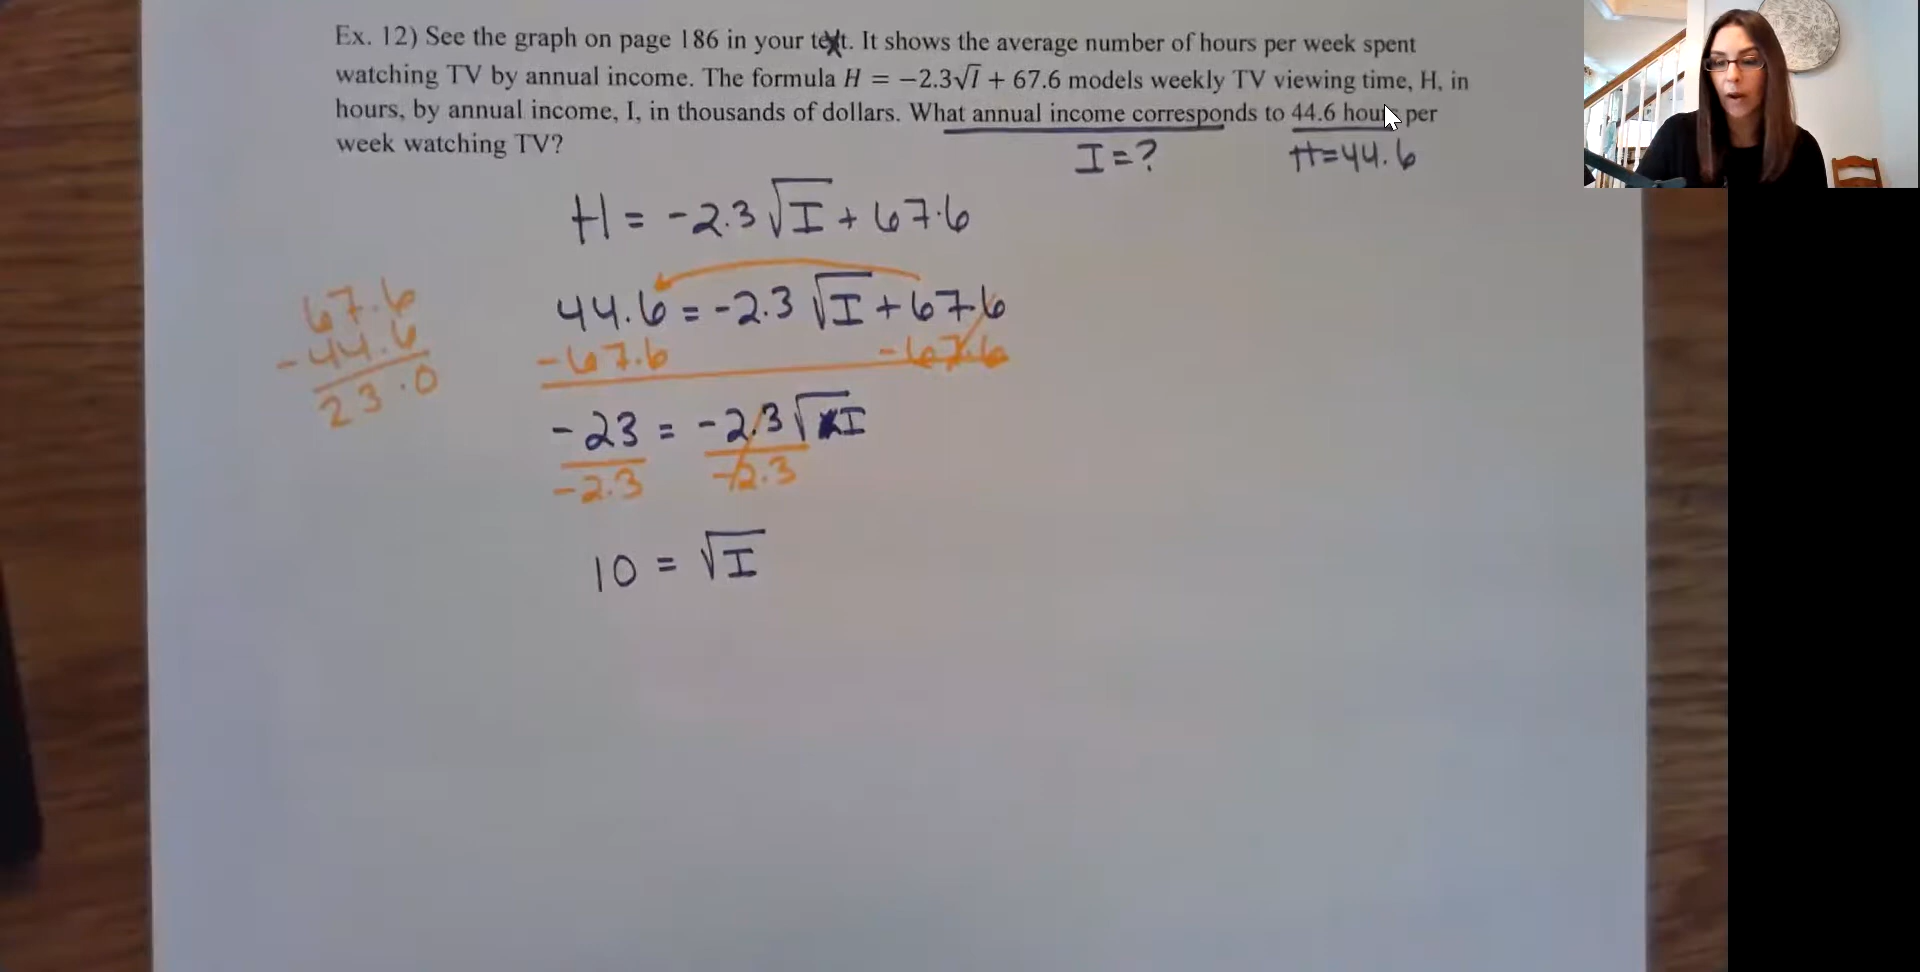 Ex. 12) See the graph on page 186 in your text. It shows the average number of hours per week spent
watching TV by annual income. The formula H = −2.3√I + 67.6 models weekly TV viewing time, H, in
hours, by annual income, I, in thousands of dollars. What annual income corresponds to 44.6 hours per
week watching TV?
I = ?
H = 44.6
H = -2.3√I + 67.6
67.6
-44.6
23.0
44.6 = -2.3√I + 67.6
-67.6 -67.6
-23 = -2.3√I
-2.3 -2.3
10 = √I